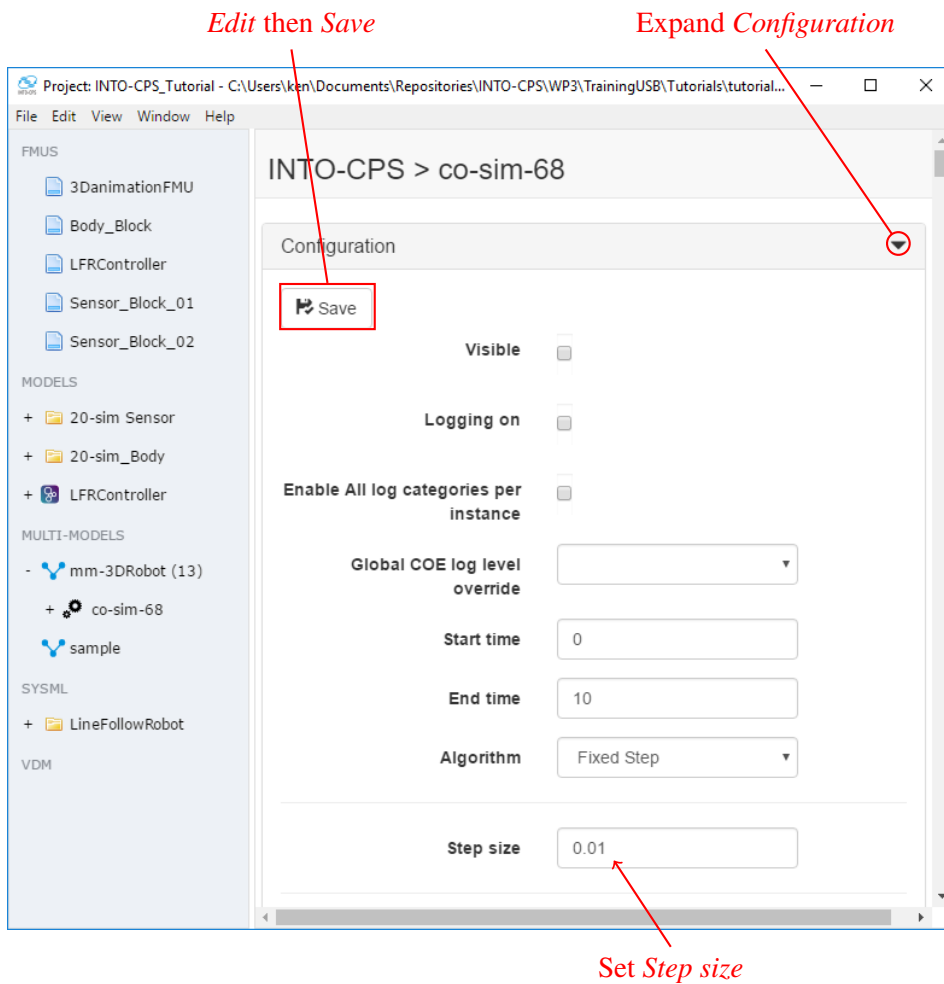 Edit then Save
Expand Configuration
Project: INTO-CPS_Tutorial - C:\Users\ken\Documents\Repositories\INTO-CPS\WP3\TrainingUSB\Tutorials\tutorial...
File Edit View Window Help
FMUS
3DanimationFMU
Body_Block
LFRController
Sensor_Block_01
Sensor_Block_02
MODELS
+ 20-sim Sensor
+ 20-sim_Body
+ LFRController
MULTI-MODELS
- mm-3DRobot (13)
+ co-sim-68
sample
SYSML
+ LineFollowRobot
VDM
INTO-CPS > co-sim-68
Configuration
Save
Visible
Logging on
Enable All log categories per
instance
Global COE log level
override
Start time 0
End time 10
Algorithm Fixed Step
Step size 0.01
Set Step size